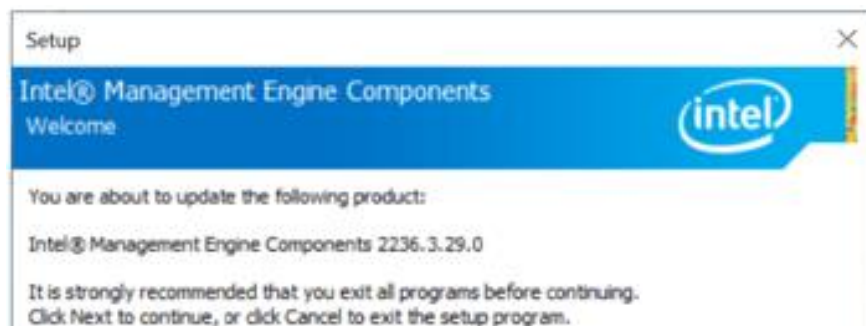 Setup
Intel® Management Engine Components
Welcome
intel
You are about to update the following product:
Intel® Management Engine Components 2236.3.29.0
It is strongly recommended that you exit all programs before continuing.
Click Next to continue, or click Cancel to exit the setup program.